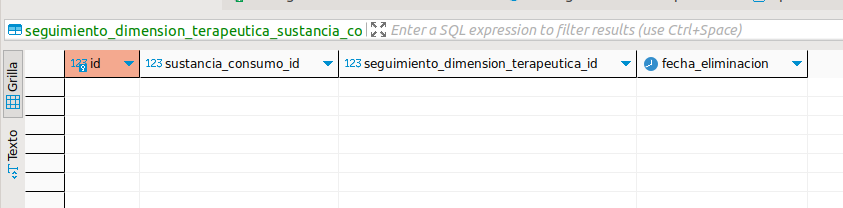 seguimiento_dimension_terapeutica_sustancia_co Enter a SQL expression to filter results (use Ctrl+Space)
123 id 123 sustancia_consumo_id 123 seguimiento_dimension_terapeutica_id fecha_eliminacion
Grilla
Texto